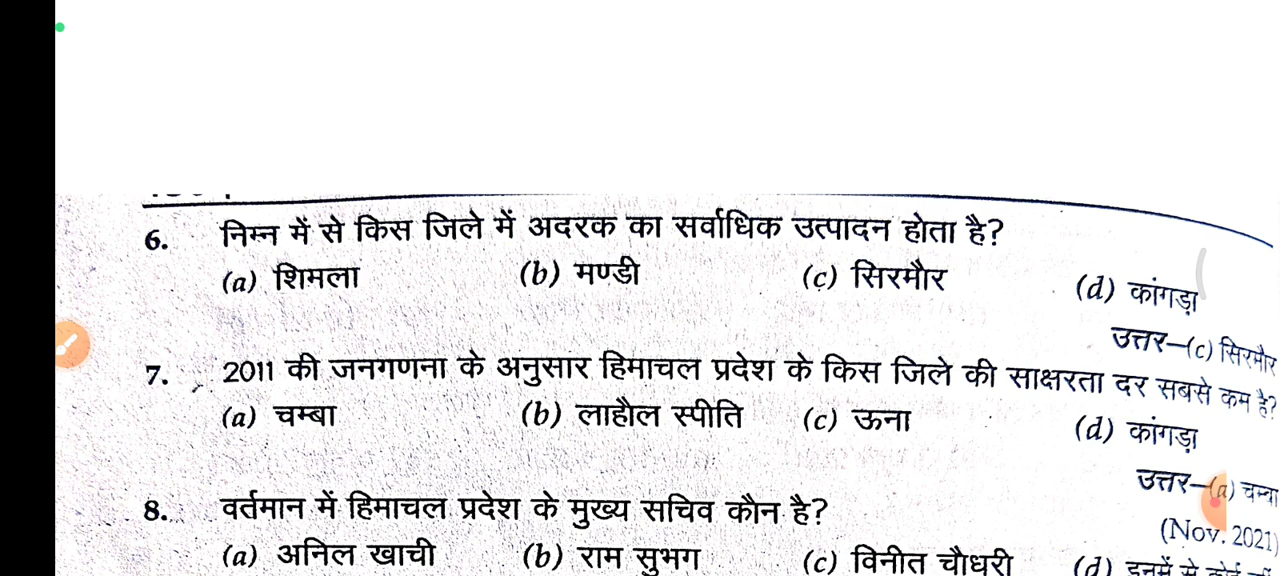 6. निम्न में से किस जिले में अदरक का सर्वाधिक उत्पादन होता है?
(a) शिमला (b) मण्डी (c) सिरमौर (d) कांगड़ा
उत्तर—(c) सिरमौर
7. 2011 की जनगणना के अनुसार हिमाचल प्रदेश के किस जिले की साक्षरता दर सबसे कम है?
(a) चम्बा (b) लाहौल स्पीति (c) ऊना (d) कांगड़ा
उत्तर—(a) चम्बा
8. वर्तमान में हिमाचल प्रदेश के मुख्य सचिव कौन है?
(Nov. 2021)
(a) अनिल खाची (b) राम सुभग (c) विनीत चौधरी (d) इनमें से कोई